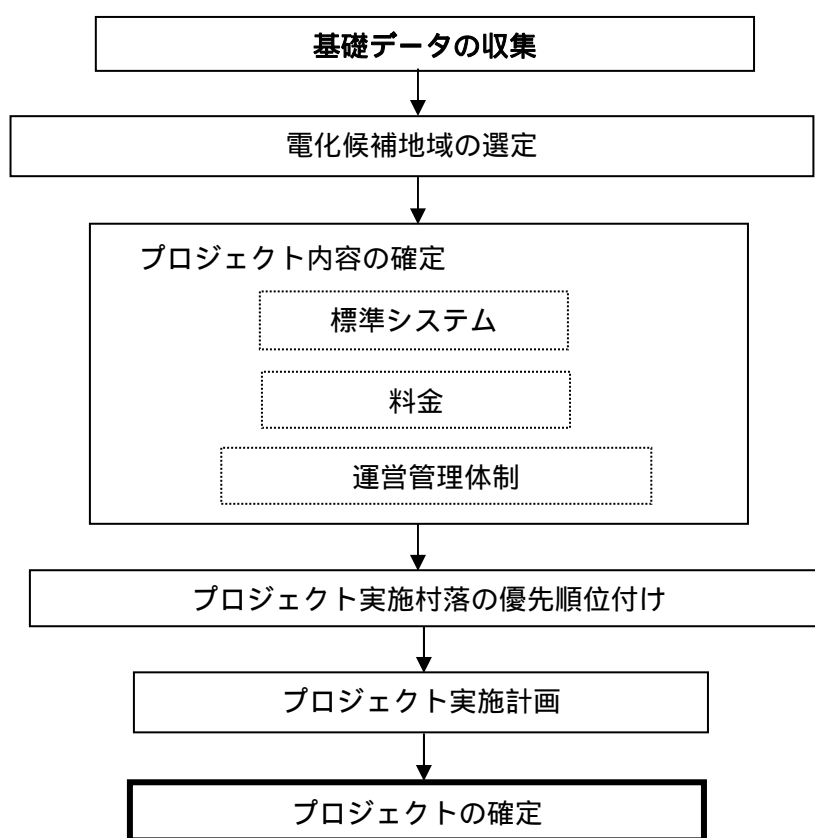 基礎データの収集
電化候補地域の選定
プロジェクト内容の確定
標準システム
料金
運営管理体制
プロジェクト実施村落の優先順位付け
プロジェクト実施計画
プロジェクトの確定